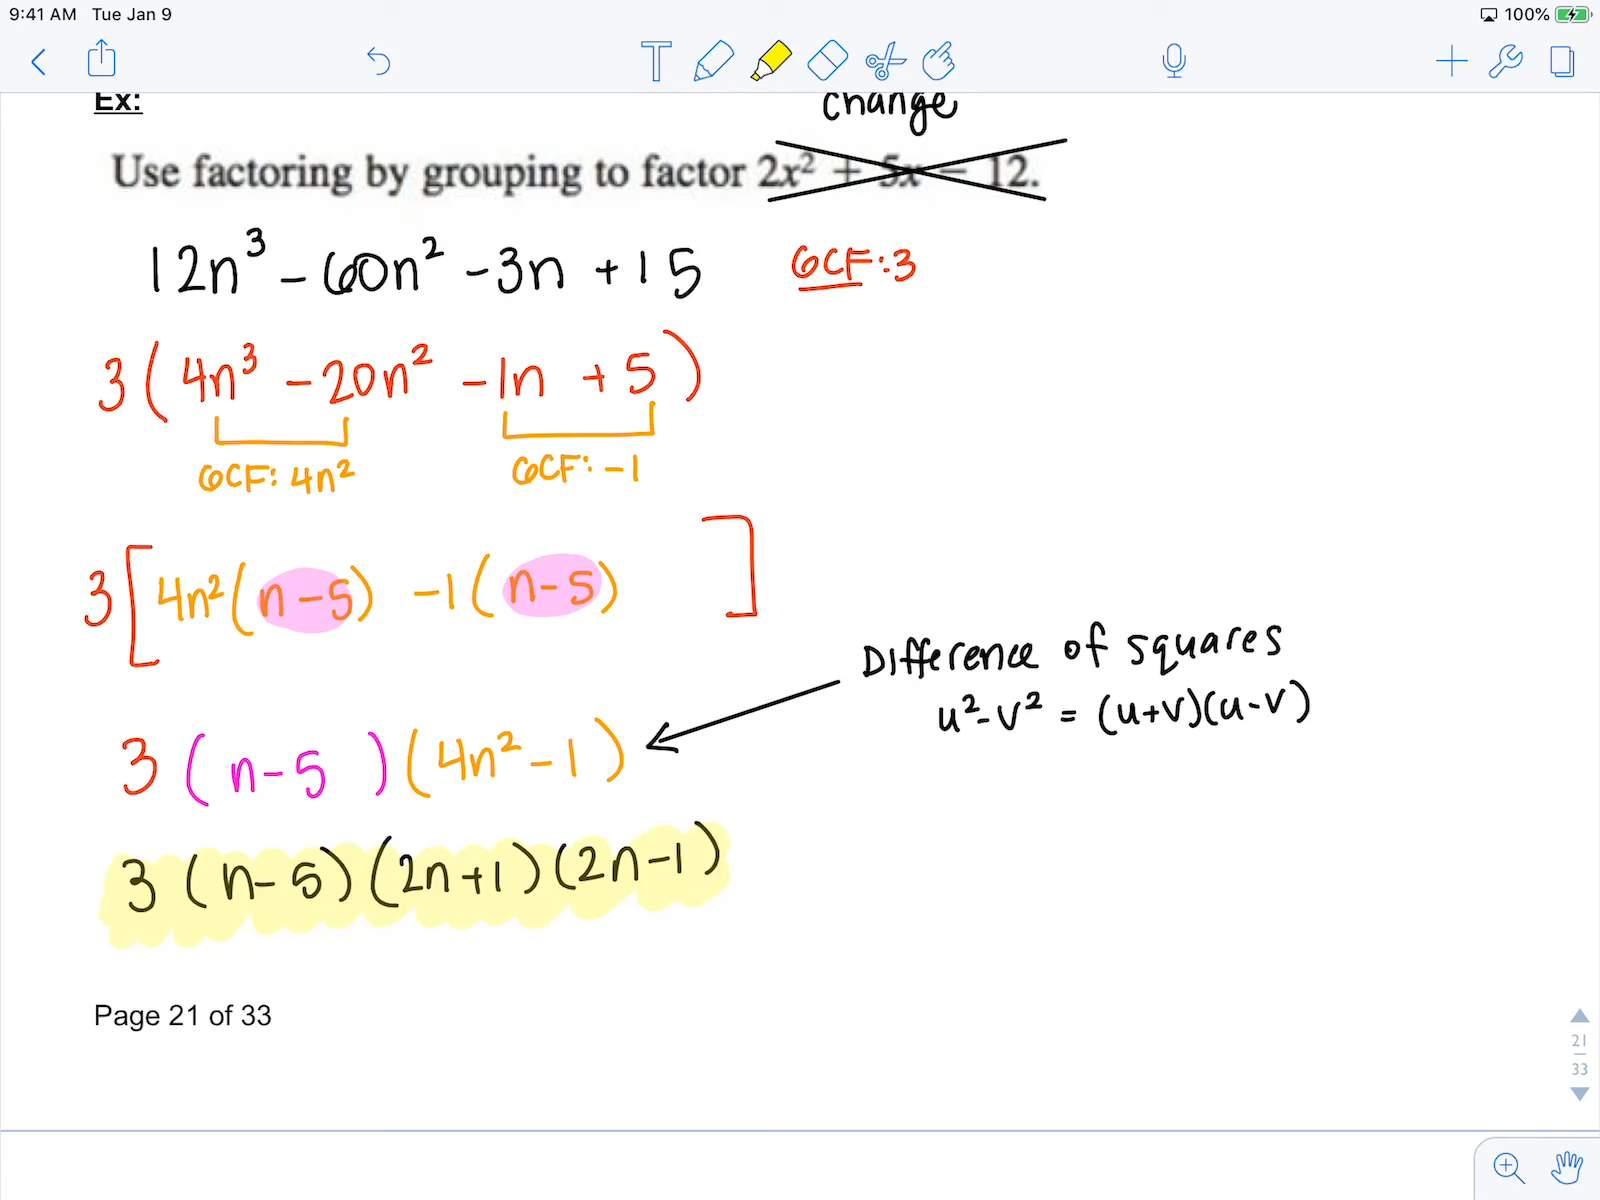 9:41 AM Tue Jan 9 100%
T
Ex:
change
Use factoring by grouping to factor 2x² + 5x − 12.
12n³ − 60n² − 3n + 15 GCF: 3
3(4n³ − 20n² − 1n + 5)
GCF: 4n² GCF: −1
3[4n²(n−5) −1(n−5)]
Difference of squares
u² − v² = (u+v)(u−v)
3(n−5)(4n²−1)
3(n−5)(2n+1)(2n−1)
Page 21 of 33
21
33